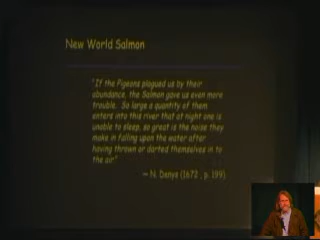 New World Salmon
"If the Pigeons plagued us by their
abundance, the Salmon gave us even more
trouble. So large a quantity of them
enters into this river that at night one is
unable to sleep, so great is the noise they
make in falling upon the water after
having thrown or darted themselves in to
the air"
~ N. Denys (1672, p. 199)